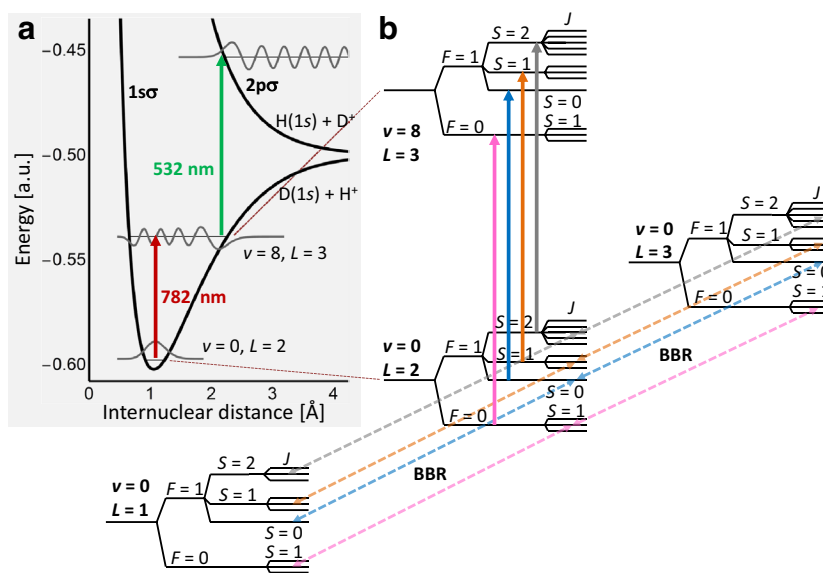 a
−0.45
−0.50
−0.55
−0.60
Energy [a.u.]
1sσ
2pσ
H(1s) + D⁺
532 nm
D(1s) + H⁺
v = 8, L = 3
782 nm
v = 0, L = 2
0
1
2
3
4
Internuclear distance [Å]
b
v = 8
L = 3
F = 1
F = 0
S = 2
S = 1
S = 0
S = 1
J
v = 0
L = 2
F = 1
F = 0
S = 2
S = 1
S = 0
S = 1
J
v = 0
L = 3
F = 1
F = 0
S = 2
S = 1
S = 0
S = 1
J
BBR
v = 0
L = 1
F = 1
F = 0
S = 2
S = 1
S = 0
S = 1
J
BBR